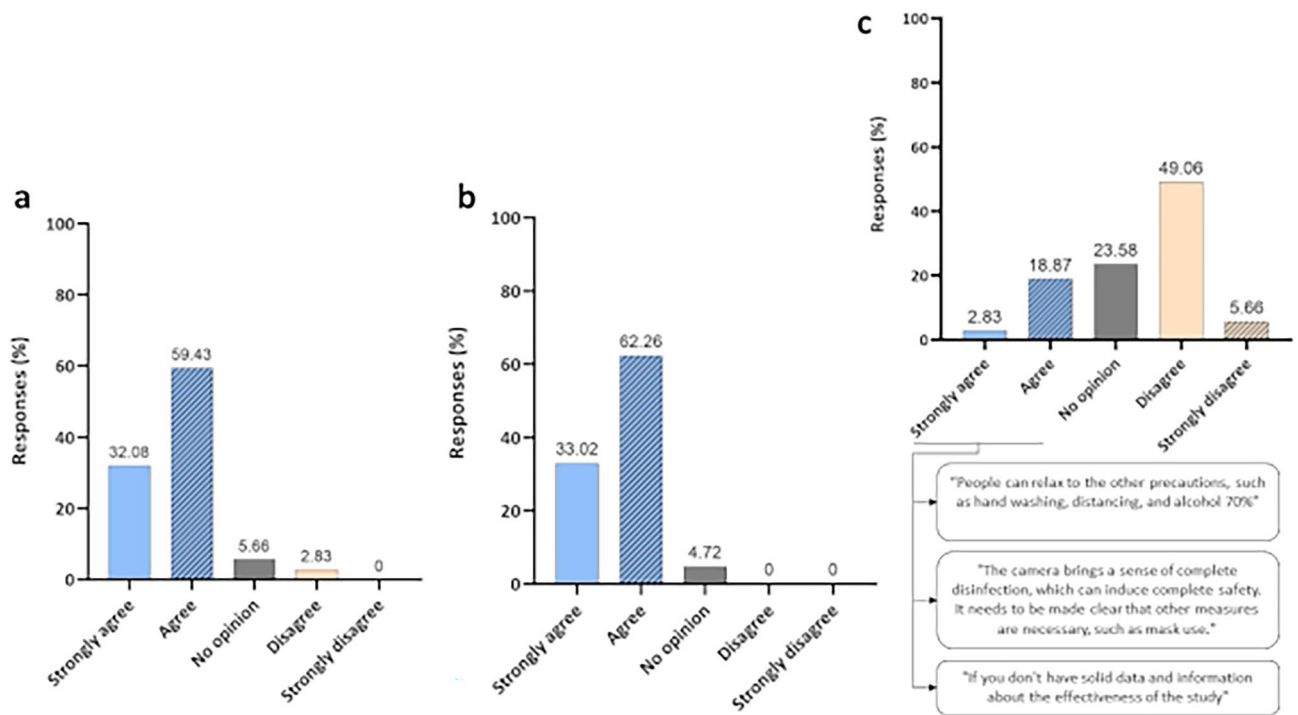 a
Responses (%)
100
80
60
40
20
0
32.08
59.43
5.66
2.83
0
Strongly agree
Agree
No opinion
Disagree
Strongly disagree
b
Responses (%)
100
80
60
40
20
0
33.02
62.26
4.72
0
0
Strongly agree
Agree
No opinion
Disagree
Strongly disagree
c
Responses (%)
100
80
60
40
20
0
2.83
18.87
23.58
49.06
5.66
Strongly agree
Agree
No opinion
Disagree
Strongly disagree
"People can relax to the other precautions, such
as hand washing, distancing, and alcohol 70%"
"The camera brings a sense of complete
disinfection, which can induce complete safety.
It needs to be made clear that other measures
are necessary, such as mask use."
"If you don't have solid data and information
about the effectiveness of the study"